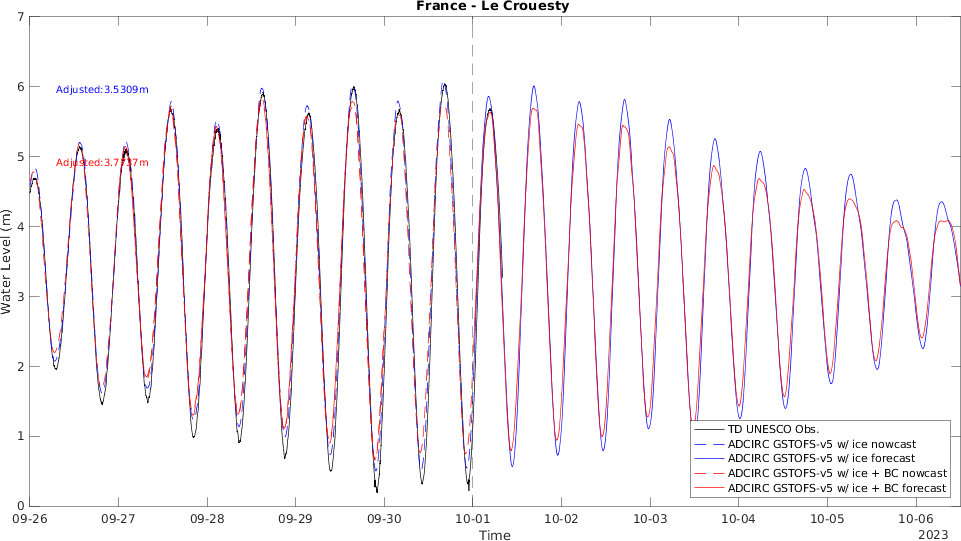 France - Le Crouesty
7
6
5
4
3
2
1
0
Water Level (m)
Adjusted:3.5309m
Adjusted:3.7737m
TD UNESCO Obs.
ADCIRC GSTOFS-v5 w/ ice nowcast
ADCIRC GSTOFS-v5 w/ ice forecast
ADCIRC GSTOFS-v5 w/ ice + BC nowcast
ADCIRC GSTOFS-v5 w/ ice + BC forecast
09-26 09-27 09-28 09-29 09-30 10-01 10-02 10-03 10-04 10-05 10-06
Time
2023